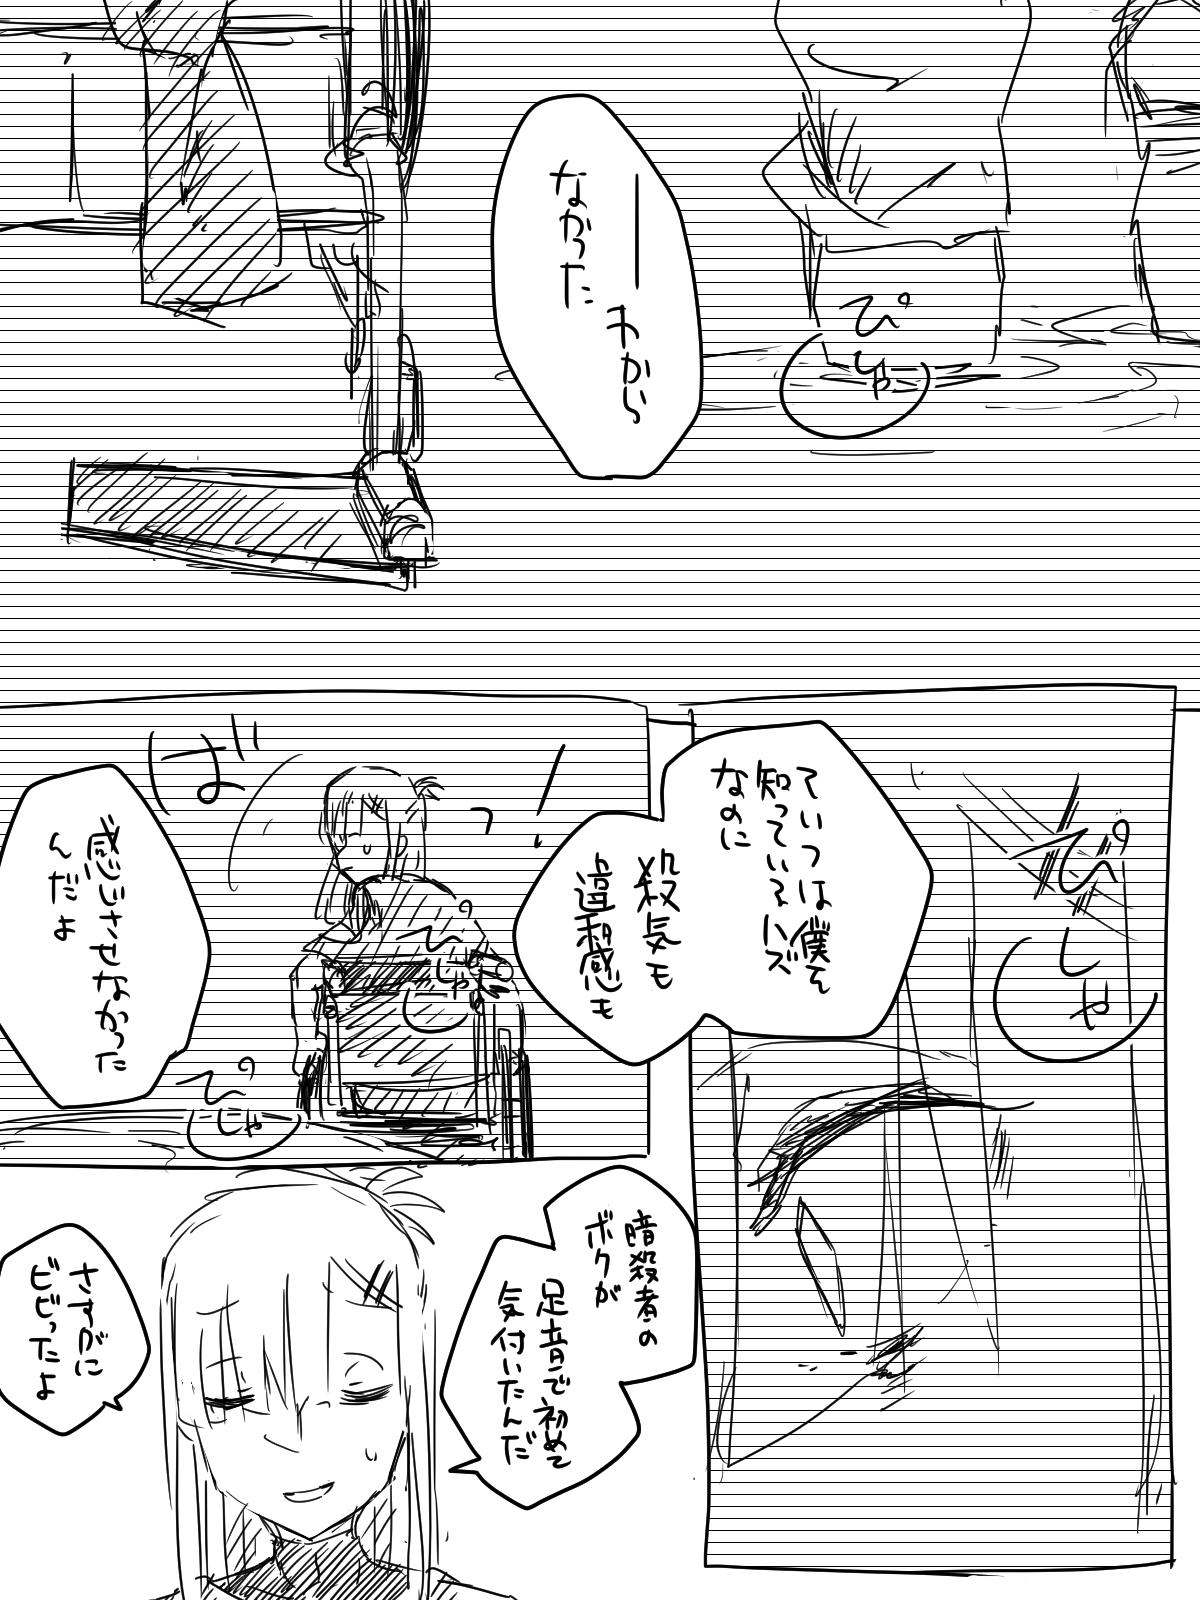 ぴ
しゃ
――わから
なかった
ぴ
しゃ
ていつは僕を
知っているハズ
なのに
殺気も
違和感も
ば
っ!
ぴ
しゃ
ぴ
しゃ
感じさせなかった
んだよ
暗殺者の
ボクが
足音で初めて
気付いたんだ
さすがに
ビビったよ